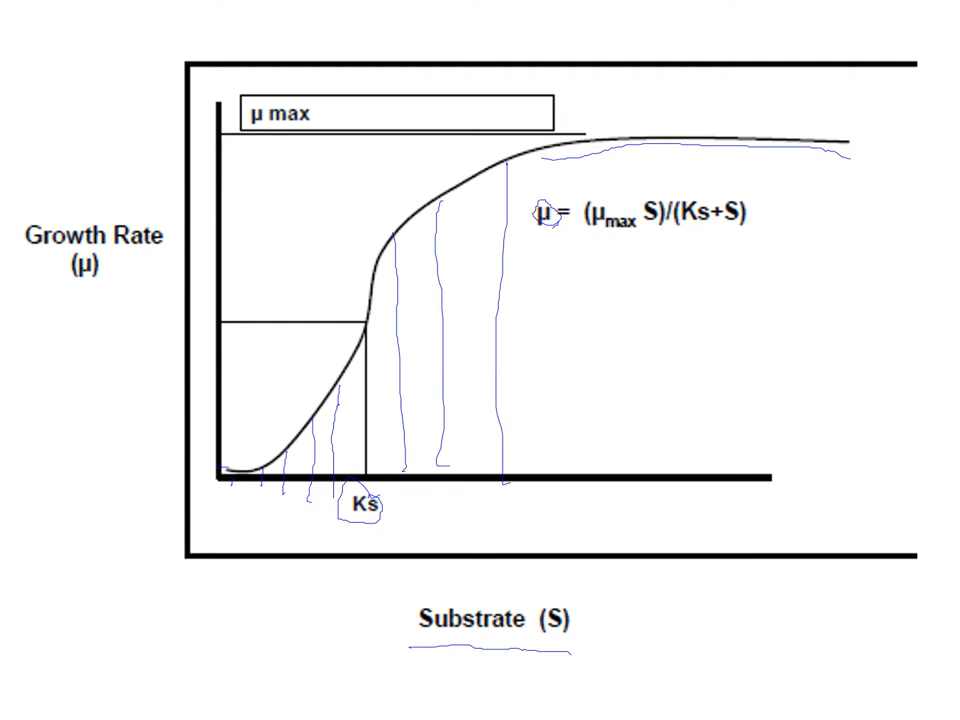 μ max
μ = (μmax S)/(Ks+S)
Growth Rate
(μ)
Ks
Substrate (S)